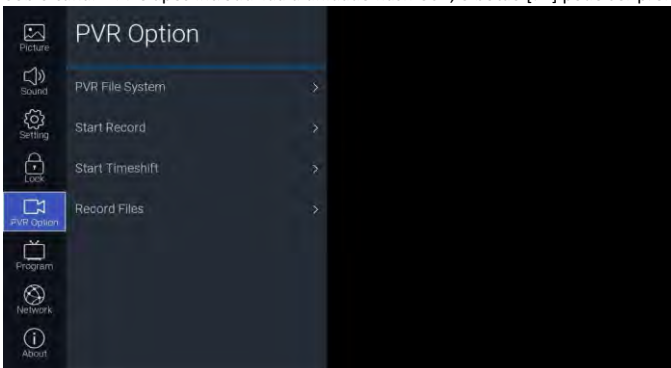 Picture
Sound
Setting
Lock
PVR Option
Program
Network
About
PVR Option
PVR File System
Start Record
Start Timeshift
Record Files